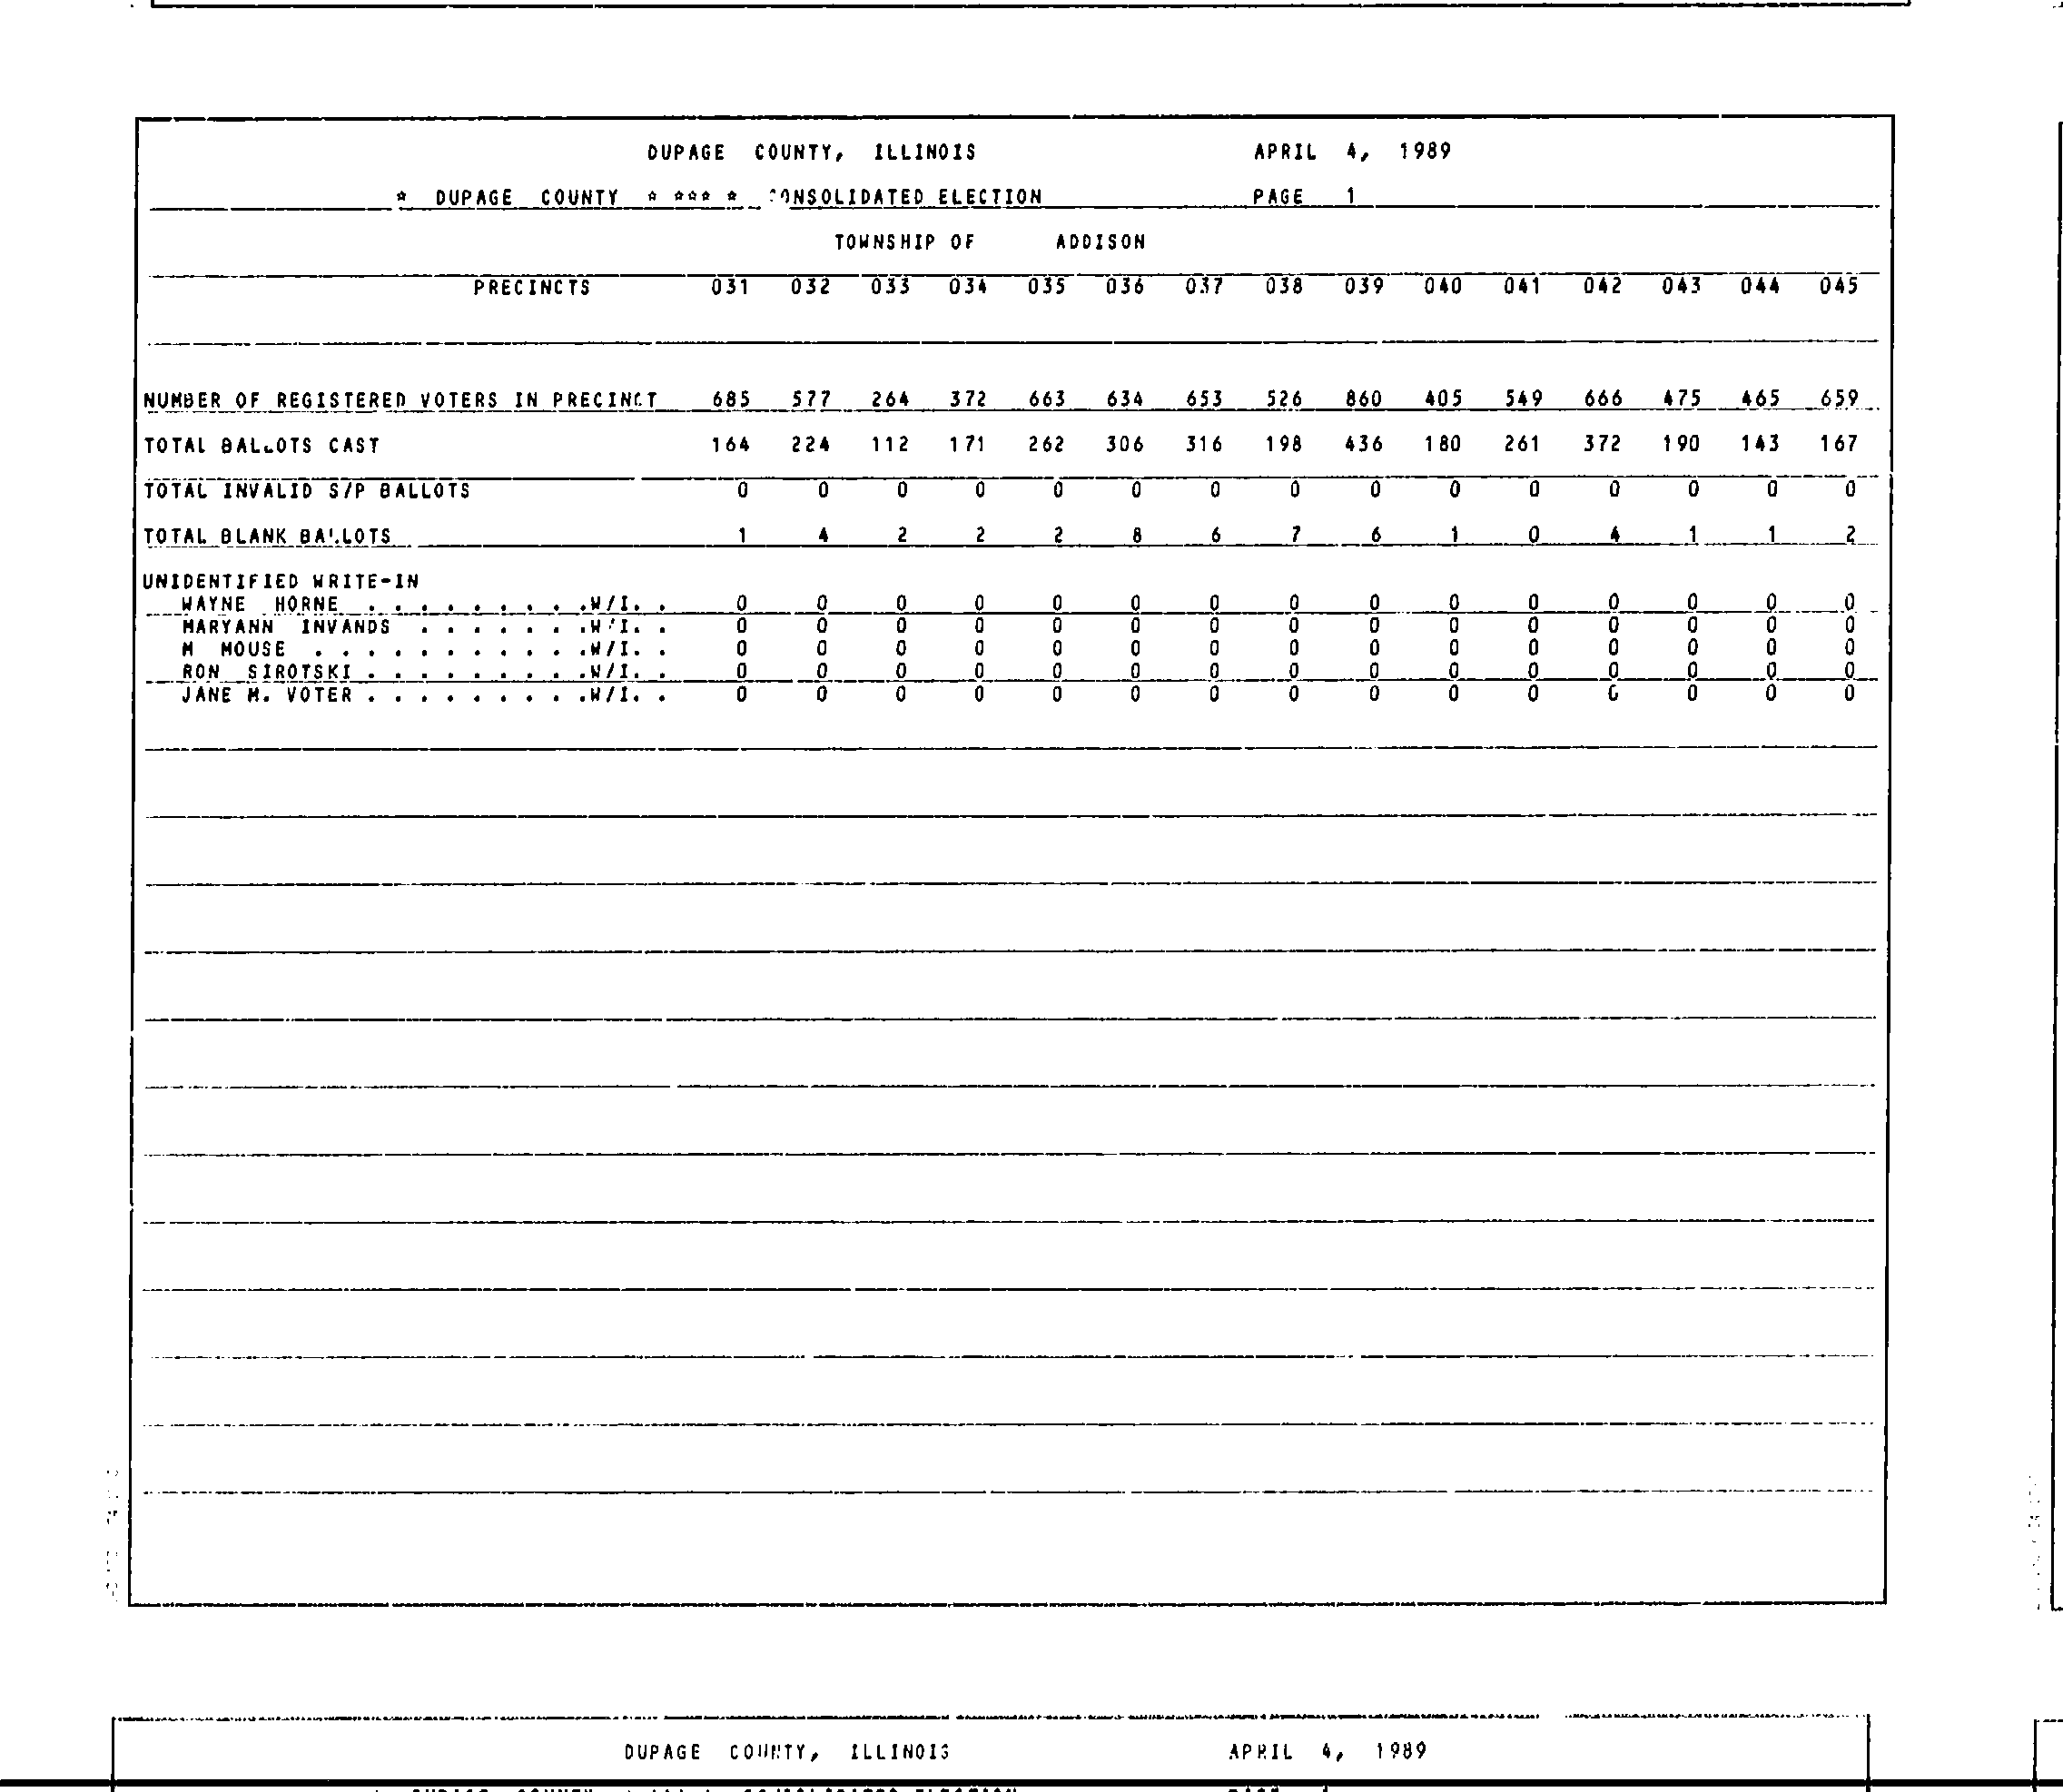 DUPAGE COUNTY, ILLINOIS APRIL 4, 1989
* DUPAGE COUNTY * *** * CONSOLIDATED ELECTION PAGE 1
TOWNSHIP OF ADDISON
PRECINCTS 031 032 033 034 035 036 037 038 039 040 041 042 043 044 045
NUMBER OF REGISTERED VOTERS IN PRECINCT 685 577 264 372 663 634 653 526 860 405 549 666 475 465 659
TOTAL BALLOTS CAST 164 224 112 171 262 306 316 198 436 180 261 372 190 143 167
TOTAL INVALID S/P BALLOTS 0 0 0 0 0 0 0 0 0 0 0 0 0 0 0
TOTAL BLANK BALLOTS 1 4 2 2 2 8 6 7 6 1 0 4 1 1 2
UNIDENTIFIED WRITE-IN
WAYNE HORNE . . . . . . . . .W/I. . 0 0 0 0 0 0 0 0 0 0 0 0 0 0 0
MARYANN INVANDS . . . . . . .W/I. . 0 0 0 0 0 0 0 0 0 0 0 0 0 0 0
M MOUSE . . . . . . . . . . .W/I. . 0 0 0 0 0 0 0 0 0 0 0 0 0 0 0
RON SIROTSKI . . . . . . . . .W/I. . 0 0 0 0 0 0 0 0 0 0 0 0 0 0 0
JANE M. VOTER . . . . . . . . .W/I. . 0 0 0 0 0 0 0 0 0 0 0 0 0 0 0
DUPAGE COUNTY, ILLINOIS APRIL 4, 1989